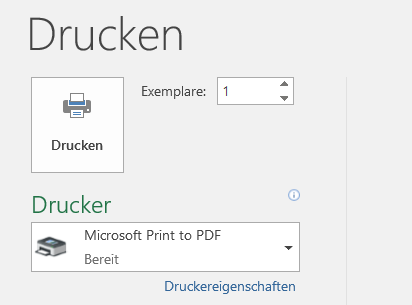 Drucken
Exemplare: 1
Drucken
Drucker
Microsoft Print to PDF
Bereit
Druckereigenschaften